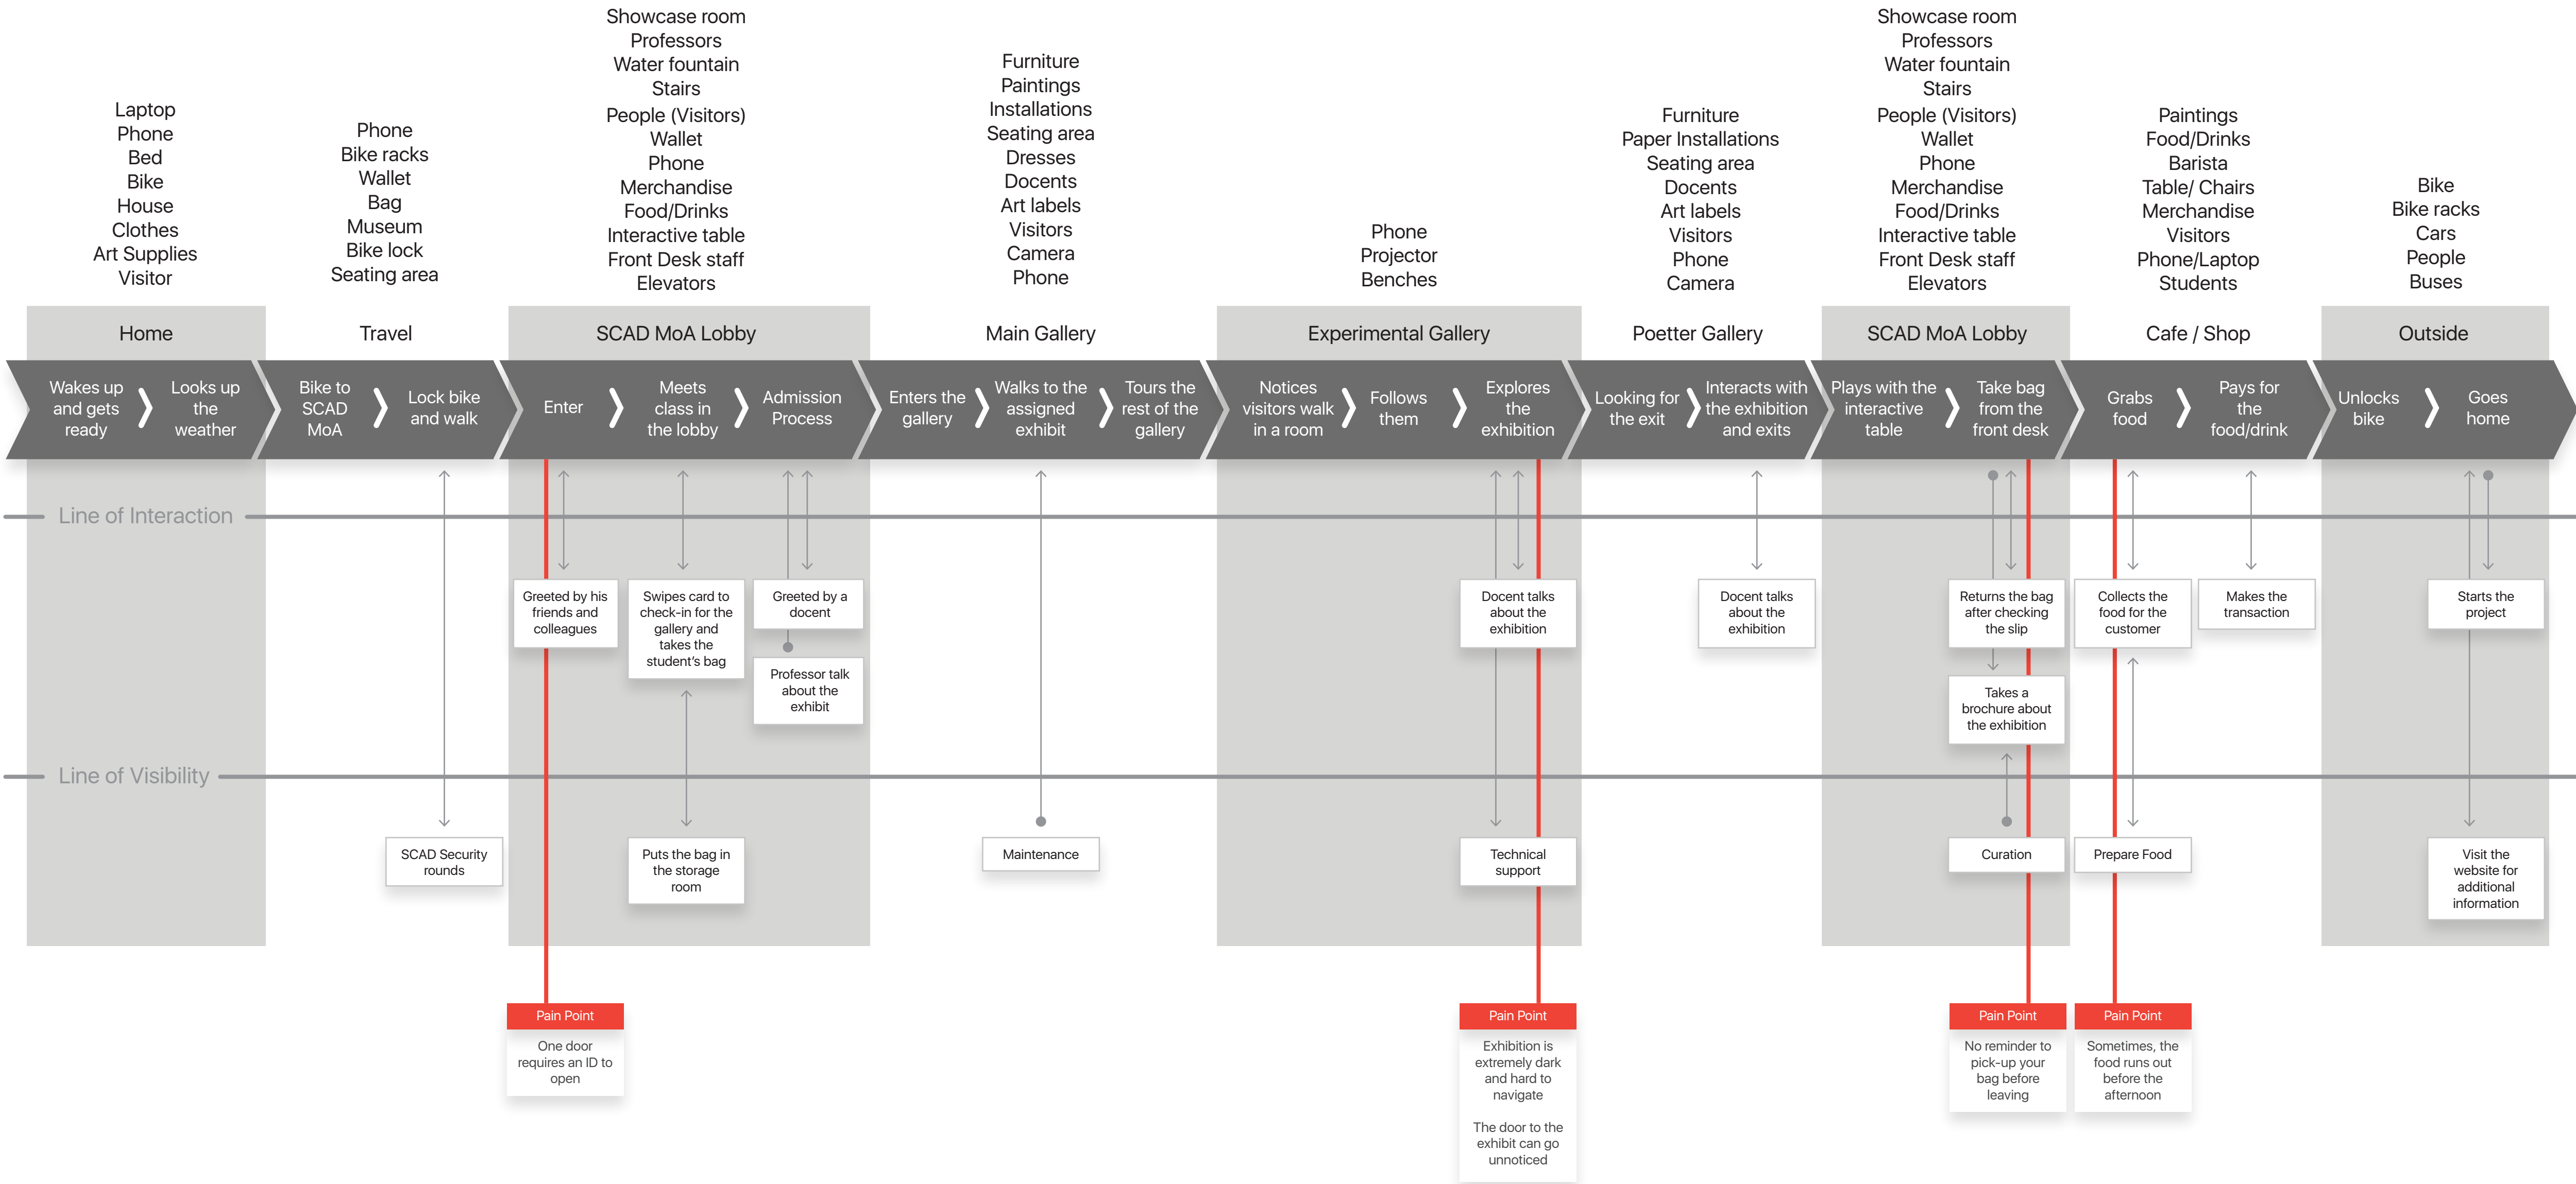 Laptop
Phone
Bed
Bike
House
Clothes
Art Supplies
Visitor
Phone
Bike racks
Wallet
Bag
Museum
Bike lock
Seating area
Showcase room
Professors
Water fountain
Stairs
People (Visitors)
Wallet
Phone
Merchandise
Food/Drinks
Interactive table
Front Desk staff
Elevators
Furniture
Paintings
Installations
Seating area
Dresses
Docents
Art labels
Visitors
Camera
Phone
Phone
Projector
Benches
Furniture
Paper Installations
Seating area
Docents
Art labels
Visitors
Phone
Camera
Showcase room
Professors
Water fountain
Stairs
People (Visitors)
Wallet
Phone
Merchandise
Food/Drinks
Interactive table
Front Desk staff
Elevators
Paintings
Food/Drinks
Barista
Table/ Chairs
Merchandise
Visitors
Phone/Laptop
Students
Bike
Bike racks
Cars
People
Buses
Home
Travel
SCAD MoA Lobby
Main Gallery
Experimental Gallery
Poetter Gallery
SCAD MoA Lobby
Cafe / Shop
Outside
Wakes up
and gets
ready
Looks up
the
weather
Bike to
SCAD
MoA
Lock bike
and walk
Enter
Meets
class in
the lobby
Admission
Process
Enters the
gallery
Walks to the
assigned
exhibit
Tours the
rest of the
gallery
Notices
visitors walk
in a room
Follows
them
Explores
the
exhibition
Looking for
the exit
Interacts with
the exhibition
and exits
Plays with the
interactive
table
Take bag
from the
front desk
Grabs
food
Pays for
the
food/drink
Unlocks
bike
Goes
home
Line of Interaction
Greeted by his
friends and
colleagues
Swipes card to
check-in for the
gallery and
takes the
student’s bag
Greeted by a
docent
Professor talk
about the
exhibit
Docent talks
about the
exhibition
Docent talks
about the
exhibition
Returns the bag
after checking
the slip
Takes a
brochure about
the exhibition
Collects the
food for the
customer
Makes the
transaction
Starts the
project
Line of Visibility
SCAD Security
rounds
Puts the bag in
the storage
room
Maintenance
Technical
support
Curation
Prepare Food
Visit the
website for
additional
information
Pain Point
One door
requires an ID to
open
Pain Point
Exhibition is
extremely dark
and hard to
navigate
The door to the
exhibit can go
unnoticed
Pain Point
No reminder to
pick-up your
bag before
leaving
Pain Point
Sometimes, the
food runs out
before the
afternoon